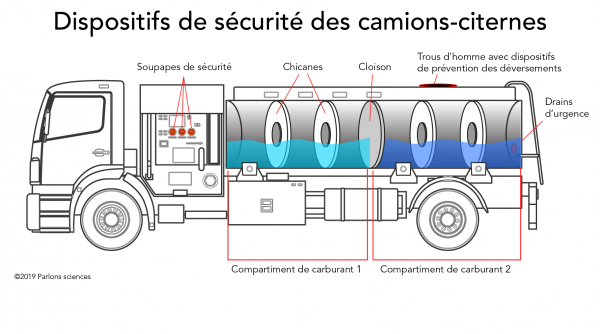 Dispositifs de sécurité des camions-citernes
Soupapes de sécurité
Chicanes
Cloison
Trous d'homme avec dispositifs
de prévention des déversements
Drains
d'urgence
Compartiment de carburant 1
Compartiment de carburant 2
©2019 Parlons sciences